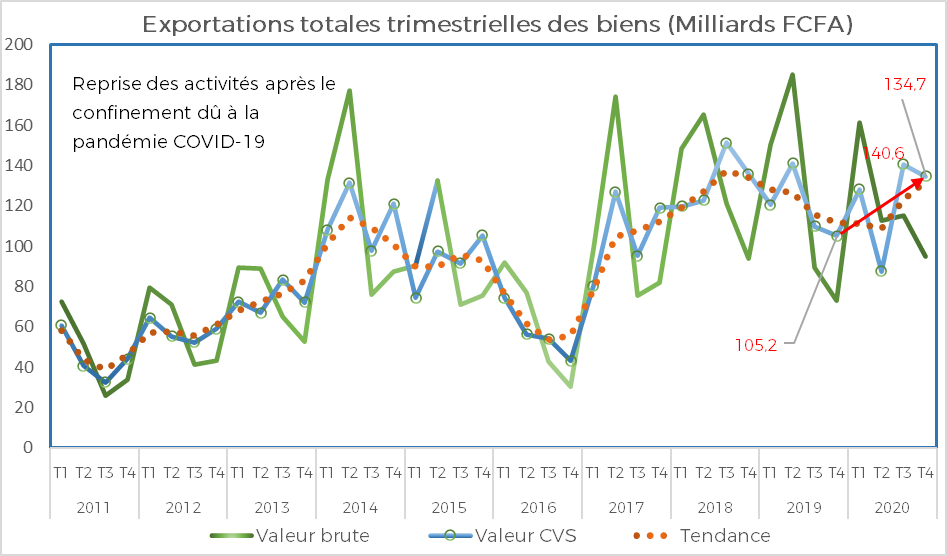 Exportations totales trimestrielles des biens (Milliards FCFA)
200
180
160
140
120
100
80
60
40
20
0
Reprise des activités après le
confinement dû à la
pandémie COVID-19
134,7
140,6
105,2
T1 T2 T3 T4 T1 T2 T3 T4 T1 T2 T3 T4 T1 T2 T3 T4 T1 T2 T3 T4 T1 T2 T3 T4 T1 T2 T3 T4 T1 T2 T3 T4 T1 T2 T3 T4 T1 T2 T3 T4
2011 2012 2013 2014 2015 2016 2017 2018 2019 2020
Valeur brute Valeur CVS Tendance